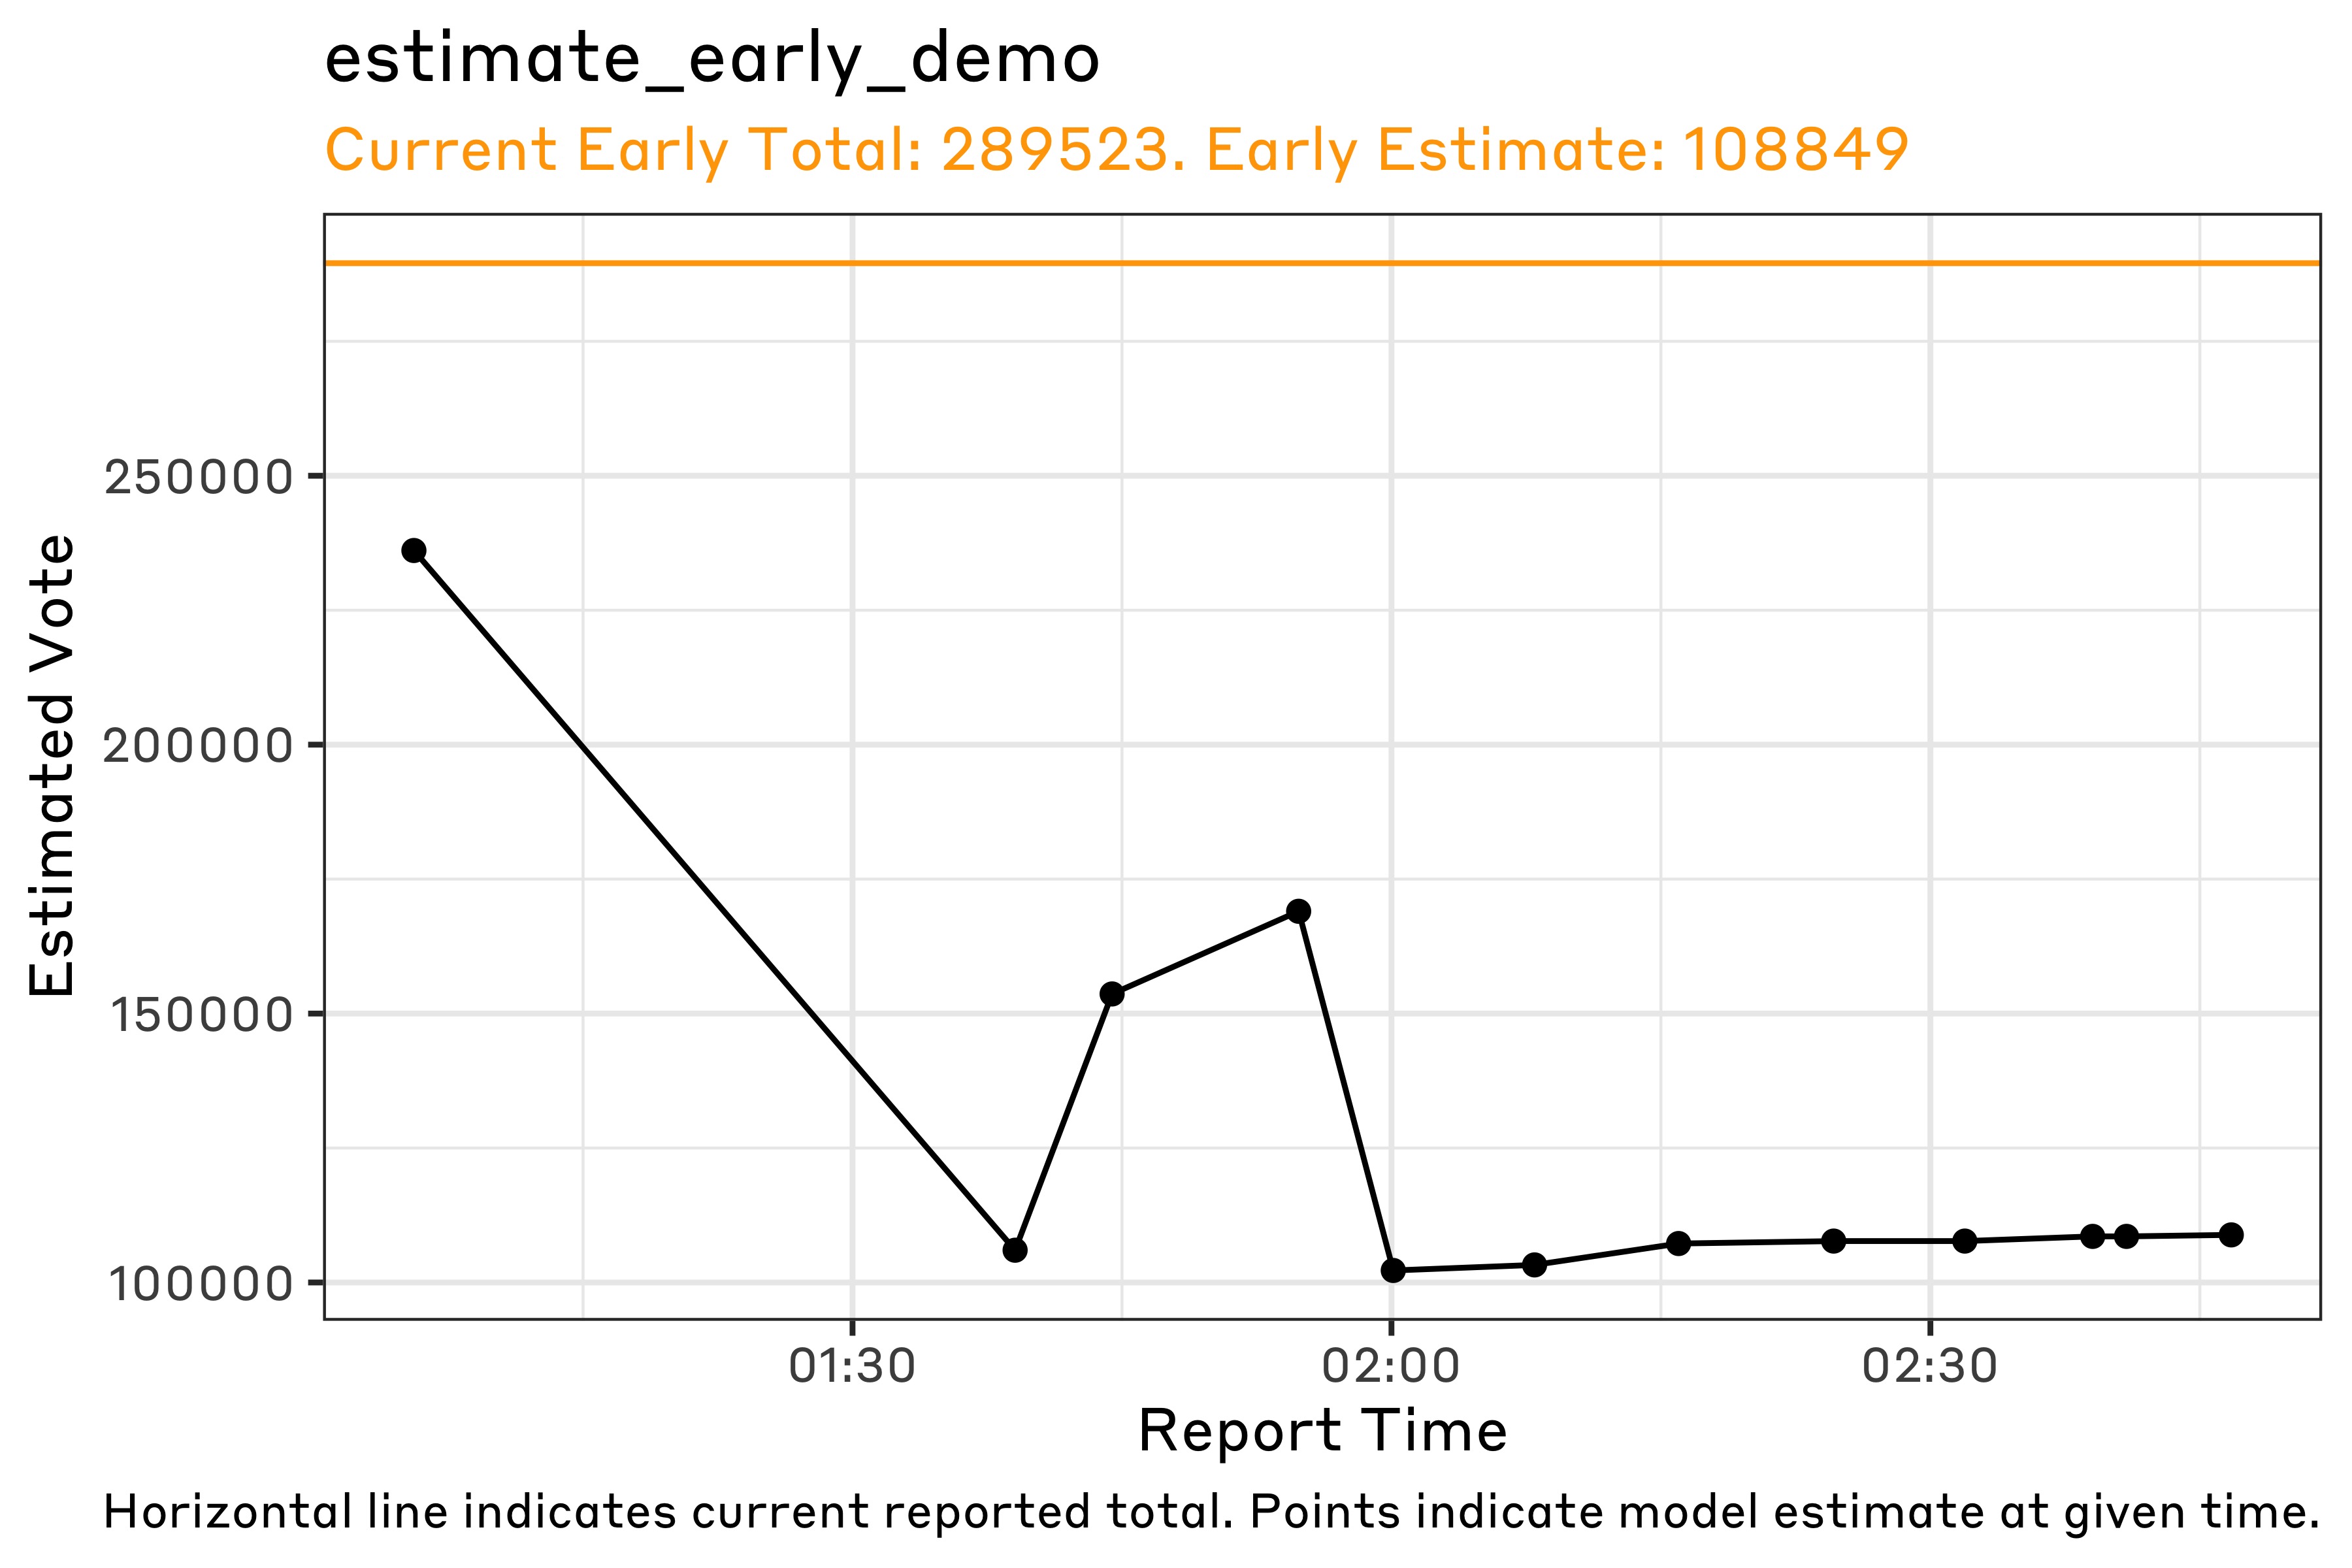 estimate_early_demo
Current Early Total: 289523. Early Estimate: 108849
Estimated Vote
250000
200000
150000
100000
01:30
02:00
02:30
Report Time
Horizontal line indicates current reported total. Points indicate model estimate at given time.